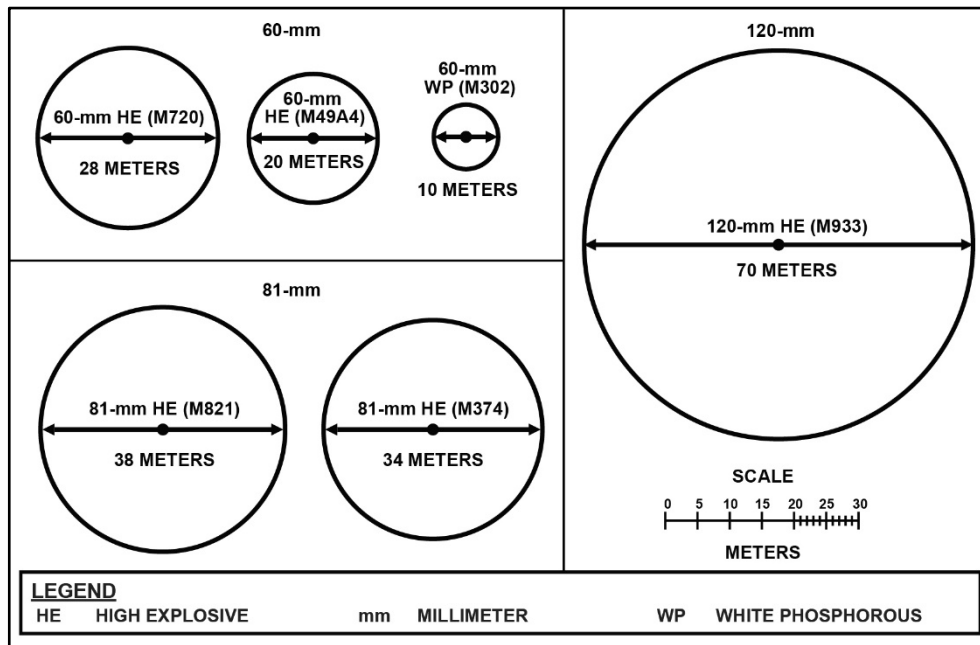 60-mm
60-mm HE (M720)
28 METERS
60-mm
HE (M49A4)
20 METERS
60-mm
WP (M302)
10 METERS
81-mm
81-mm HE (M821)
38 METERS
81-mm HE (M374)
34 METERS
120-mm
120-mm HE (M933)
70 METERS
SCALE
0 5 10 15 20 25 30
METERS
LEGEND
HE HIGH EXPLOSIVE mm MILLIMETER WP WHITE PHOSPHOROUS